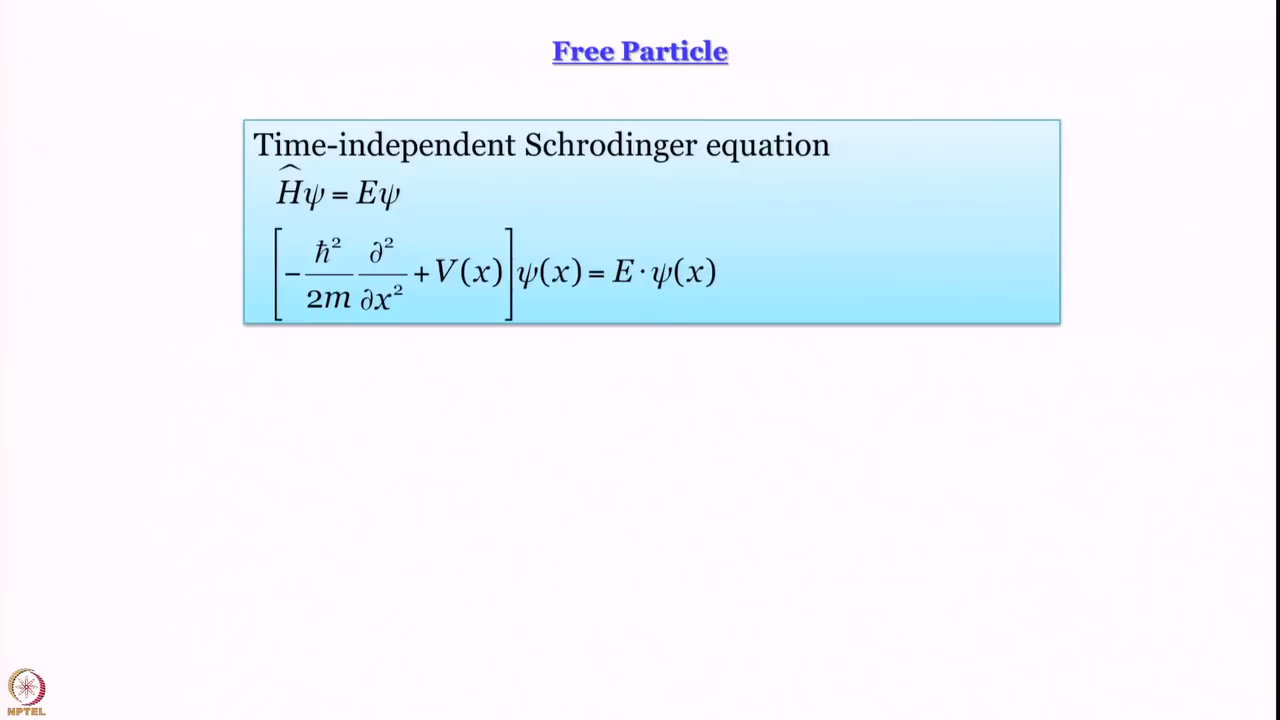 Free Particle
Time-independent Schrodinger equation
Ĥψ = Eψ
[−ℏ²/2m ∂²/∂x² + V(x)]ψ(x) = E·ψ(x)
NPTEL